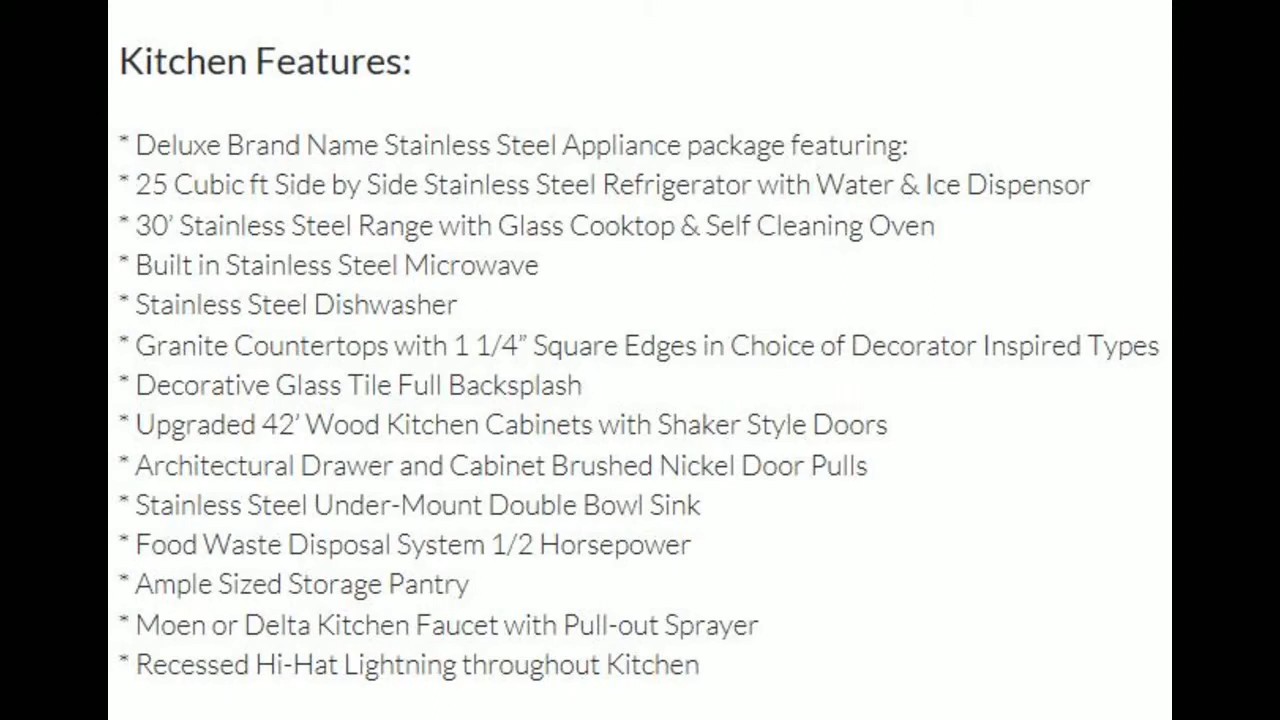 Kitchen Features:
* Deluxe Brand Name Stainless Steel Appliance package featuring:
* 25 Cubic ft Side by Side Stainless Steel Refrigerator with Water & Ice Dispensor
* 30’ Stainless Steel Range with Glass Cooktop & Self Cleaning Oven
* Built in Stainless Steel Microwave
* Stainless Steel Dishwasher
* Granite Countertops with 1 1/4” Square Edges in Choice of Decorator Inspired Types
* Decorative Glass Tile Full Backsplash
* Upgraded 42’ Wood Kitchen Cabinets with Shaker Style Doors
* Architectural Drawer and Cabinet Brushed Nickel Door Pulls
* Stainless Steel Under-Mount Double Bowl Sink
* Food Waste Disposal System 1/2 Horsepower
* Ample Sized Storage Pantry
* Moen or Delta Kitchen Faucet with Pull-out Sprayer
* Recessed Hi-Hat Lightning throughout Kitchen